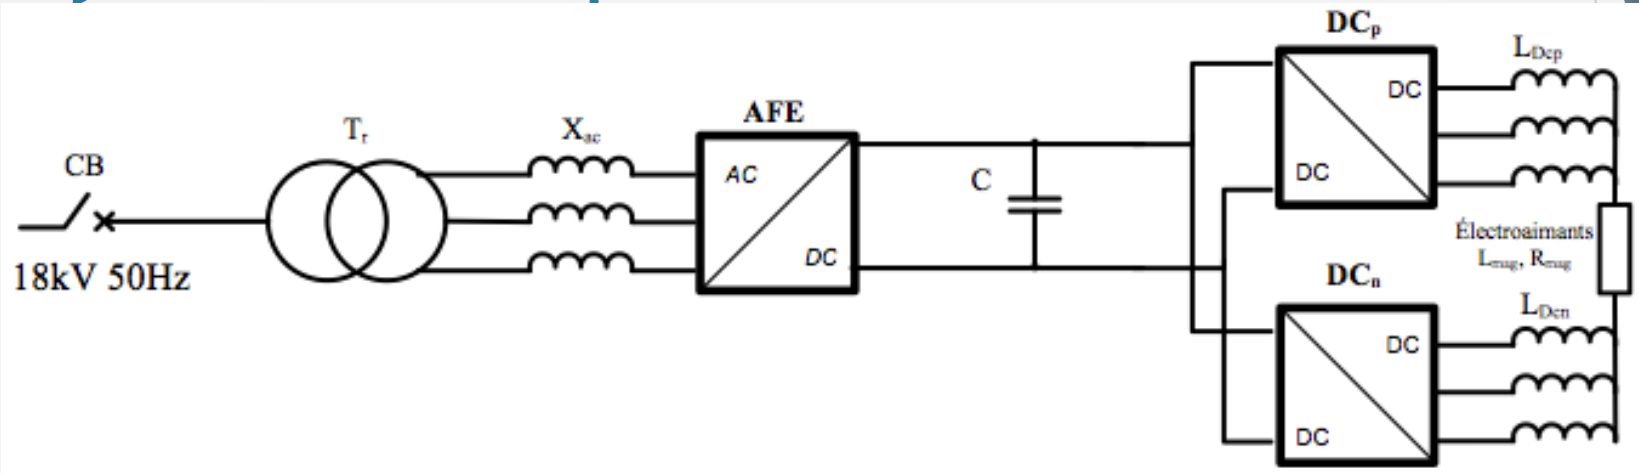 CB
18kV 50Hz
Tr
Xac
AFE
AC
DC
C
DCp
DC
DC
LDcp
Électroaimants
Lmag, Rmag
DCn
DC
DC
LDcn